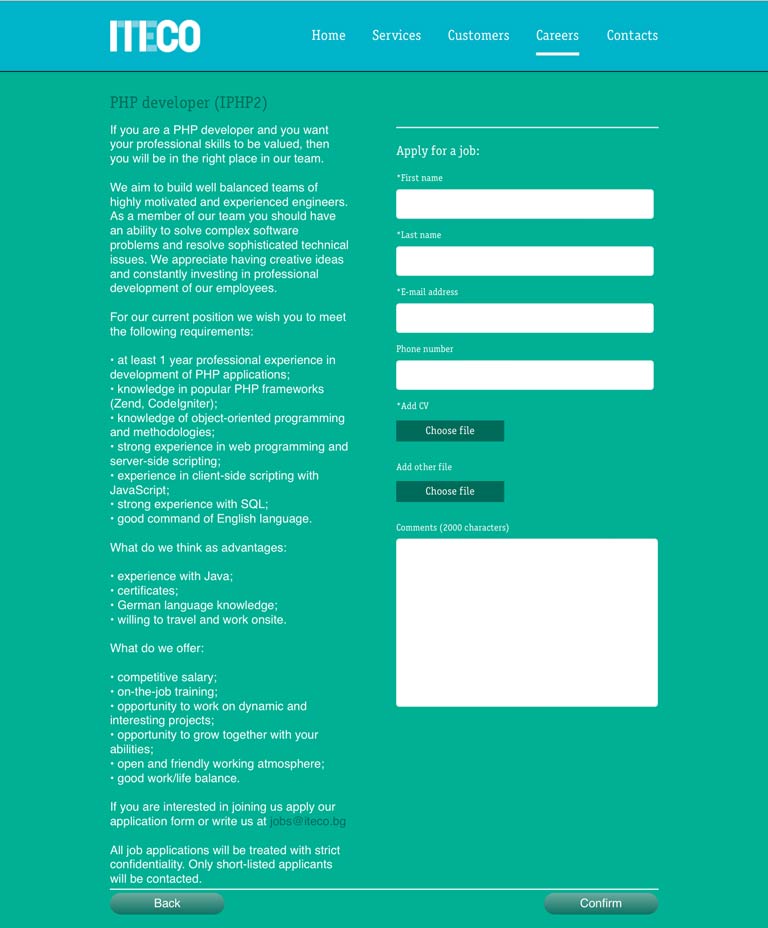 ITECO
Home Services Customers Careers Contacts
PHP developer (IPHP2)
If you are a PHP developer and you want
your professional skills to be valued, then
you will be in the right place in our team.
We aim to build well balanced teams of
highly motivated and experienced engineers.
As a member of our team you should have
an ability to solve complex software
problems and resolve sophisticated technical
issues. We appreciate having creative ideas
and constantly investing in professional
development of our employees.
For our current position we wish you to meet
the following requirements:
• at least 1 year professional experience in
development of PHP applications;
• knowledge in popular PHP frameworks
(Zend, CodeIgniter);
• knowledge of object-oriented programming
and methodologies;
• strong experience in web programming and
server-side scripting;
• experience in client-side scripting with
JavaScript;
• strong experience with SQL;
• good command of English language.
What do we think as advantages:
• experience with Java;
• certificates;
• German language knowledge;
• willing to travel and work onsite.
What do we offer:
• competitive salary;
• on-the-job training;
• opportunity to work on dynamic and
interesting projects;
• opportunity to grow together with your
abilities;
• open and friendly working atmosphere;
• good work/life balance.
If you are interested in joining us apply our
application form or write us at jobs@iteco.bg
All job applications will be treated with strict
confidentiality. Only short-listed applicants
will be contacted.
Apply for a job:
*First name
*Last name
*E-mail address
Phone number
*Add CV
Choose file
Add other file
Choose file
Comments (2000 characters)
Back
Confirm